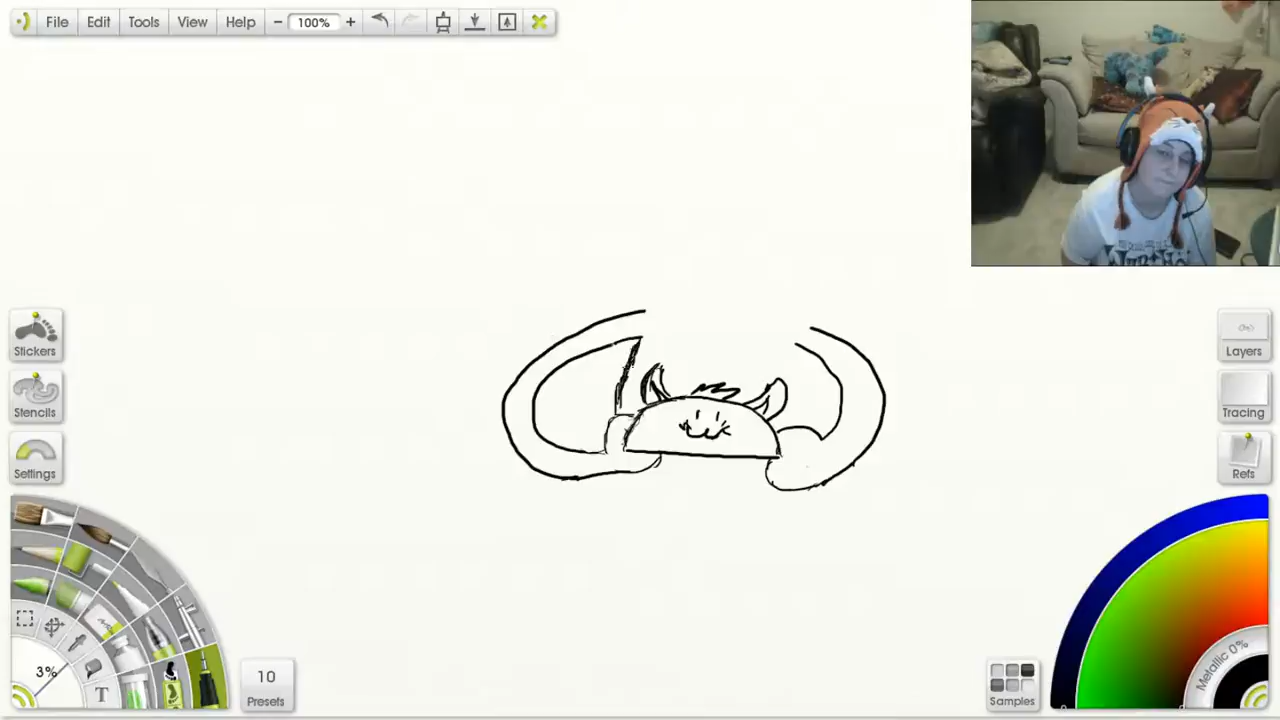 File Edit Tools View Help 100%
Stickers
Stencils
Settings
3%
T
10
Presets
Layers
Tracing
Refs
Metallic 0%
Samples